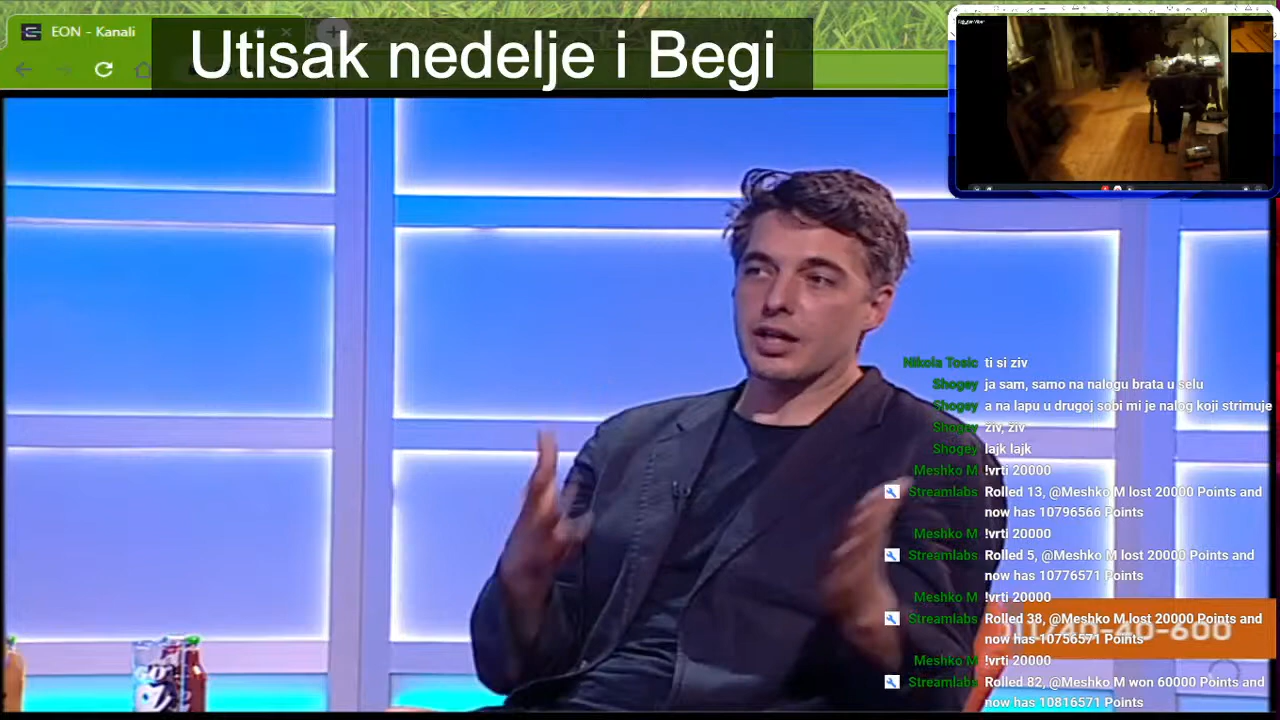 EON - Kanali
Utisak nedelje i Begi
Nikola Tosic ti si ziv
Shogey ja sam, samo na nalogu brata u selu
Shogey a na lapu u drugoj sobi mi je nalog koji strimuje
Shogey živ, živ
Shogey lajk lajk
Meshko M !vrti 20000
Streamlabs Rolled 13, @Meshko M lost 20000 Points and
now has 10796566 Points
Meshko M !vrti 20000
Streamlabs Rolled 5, @Meshko M lost 20000 Points and
now has 10776571 Points
Meshko M !vrti 20000
Streamlabs Rolled 38, @Meshko M lost 20000 Points and
now has 10756571 Points
40-600
Meshko M !vrti 20000
Streamlabs Rolled 82, @Meshko M won 60000 Points and
now has 10816571 Points